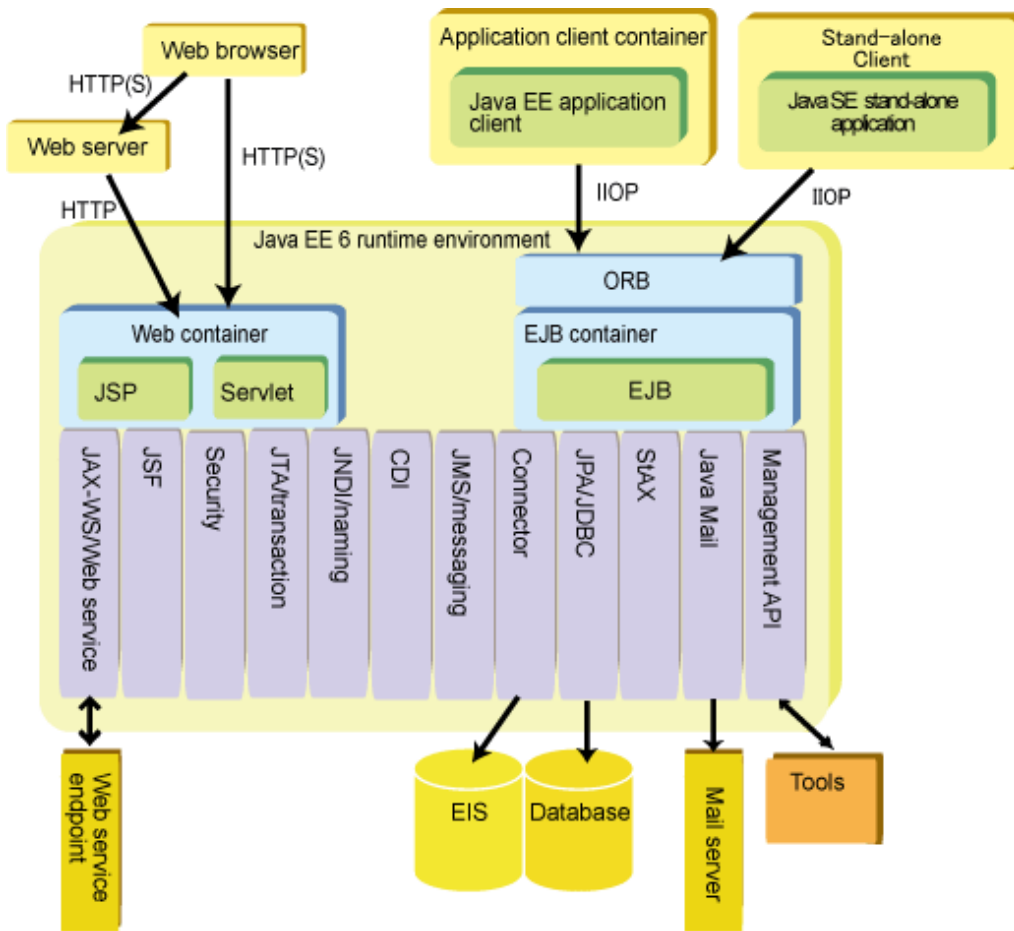 Web browser
Application client container
Stand-alone
Client
HTTP(S)
Java EE application
client
Java SE stand-alone
application
Web server
HTTP(S)
HTTP
IIOP
IIOP
Java EE 6 runtime environment
ORB
Web container
EJB container
JSP
Servlet
EJB
JAX-WS/Web service
JSF
Security
JTA/transaction
JNDI/naming
CDI
JMS/messaging
Connector
JPA/JDBC
StAX
Java Mail
Management API
Web service
endpoint
EIS
Database
Mail server
Tools